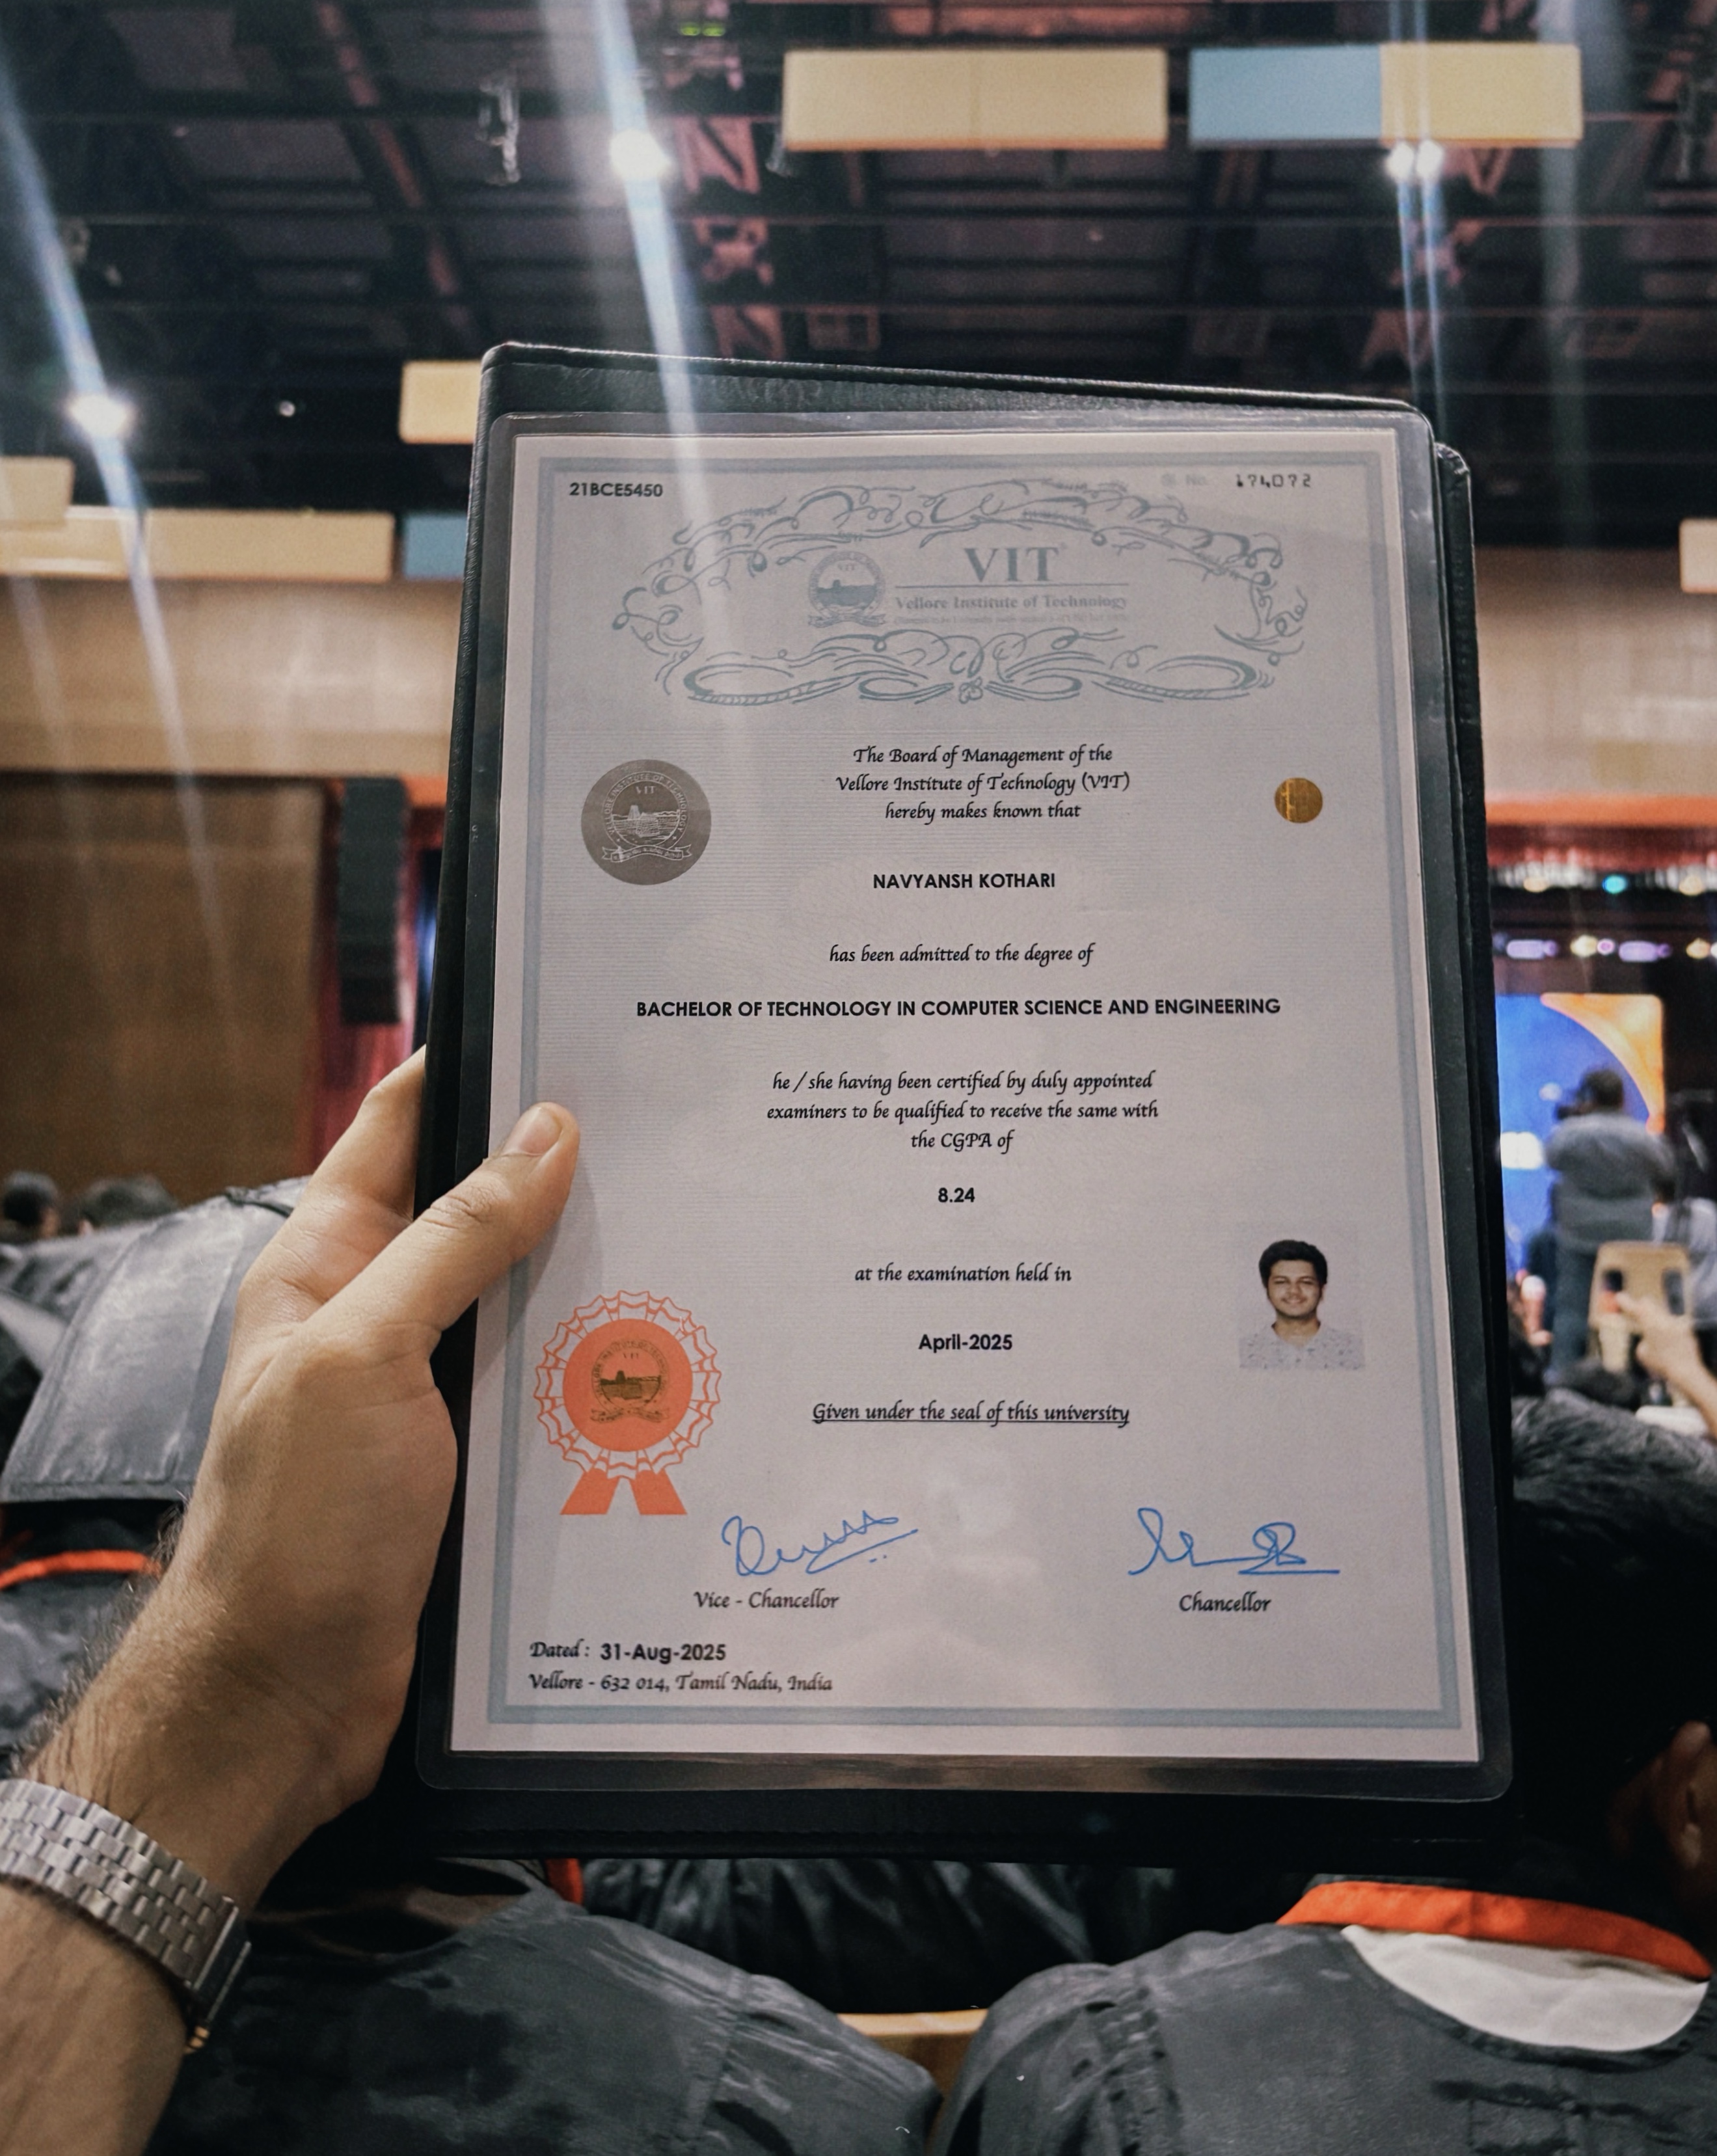 21BCE5450
Sl. No. 174072
VIT
Vellore Institute of Technology
The Board of Management of the
Vellore Institute of Technology (VIT)
hereby makes known that
NAVYANSH KOTHARI
has been admitted to the degree of
BACHELOR OF TECHNOLOGY IN COMPUTER SCIENCE AND ENGINEERING
he / she having been certified by duly appointed
examiners to be qualified to receive the same with
the CGPA of
8.24
at the examination held in
April-2025
Given under the seal of this university
Vice - Chancellor
Chancellor
Dated : 31-Aug-2025
Vellore - 632 014, Tamil Nadu, India